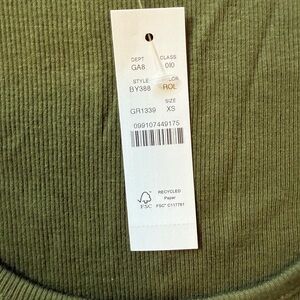 DEPT CLASS
GA8 010
STYLE COLOR
BY388 ROL
SIZE
GR1339 XS
099107449175
RECYCLED
Paper
FSC FSC® C117781